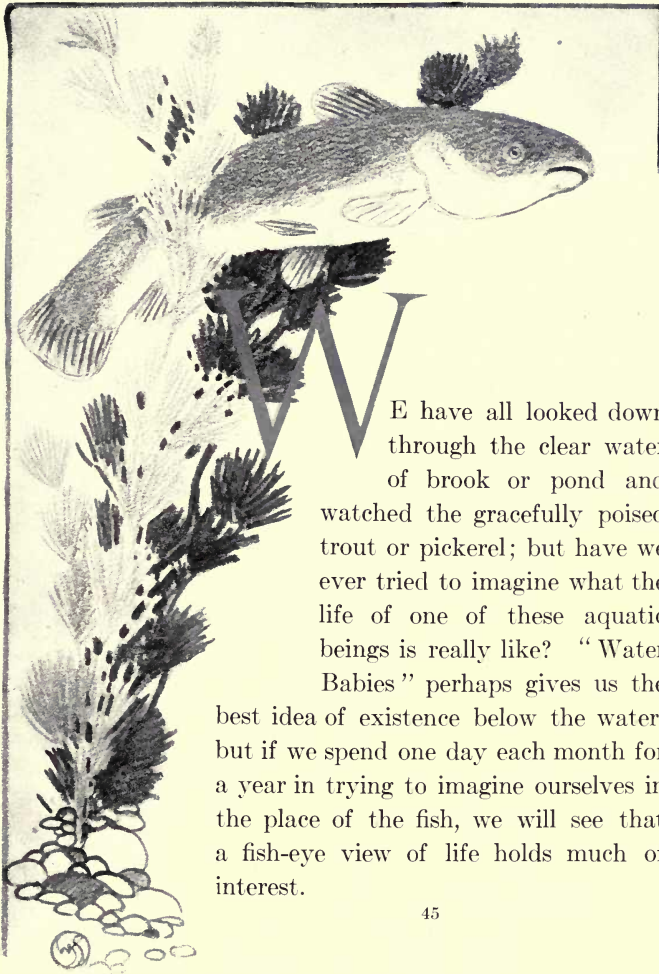 WE have all looked down
through the clear water
of brook or pond and
watched the gracefully poised
trout or pickerel; but have we
ever tried to imagine what the
life of one of these aquatic
beings is really like? “Water
Babies” perhaps gives us the
best idea of existence below the water,
but if we spend one day each month for
a year in trying to imagine ourselves in
the place of the fish, we will see that
a fish-eye view of life holds much of
interest.
45